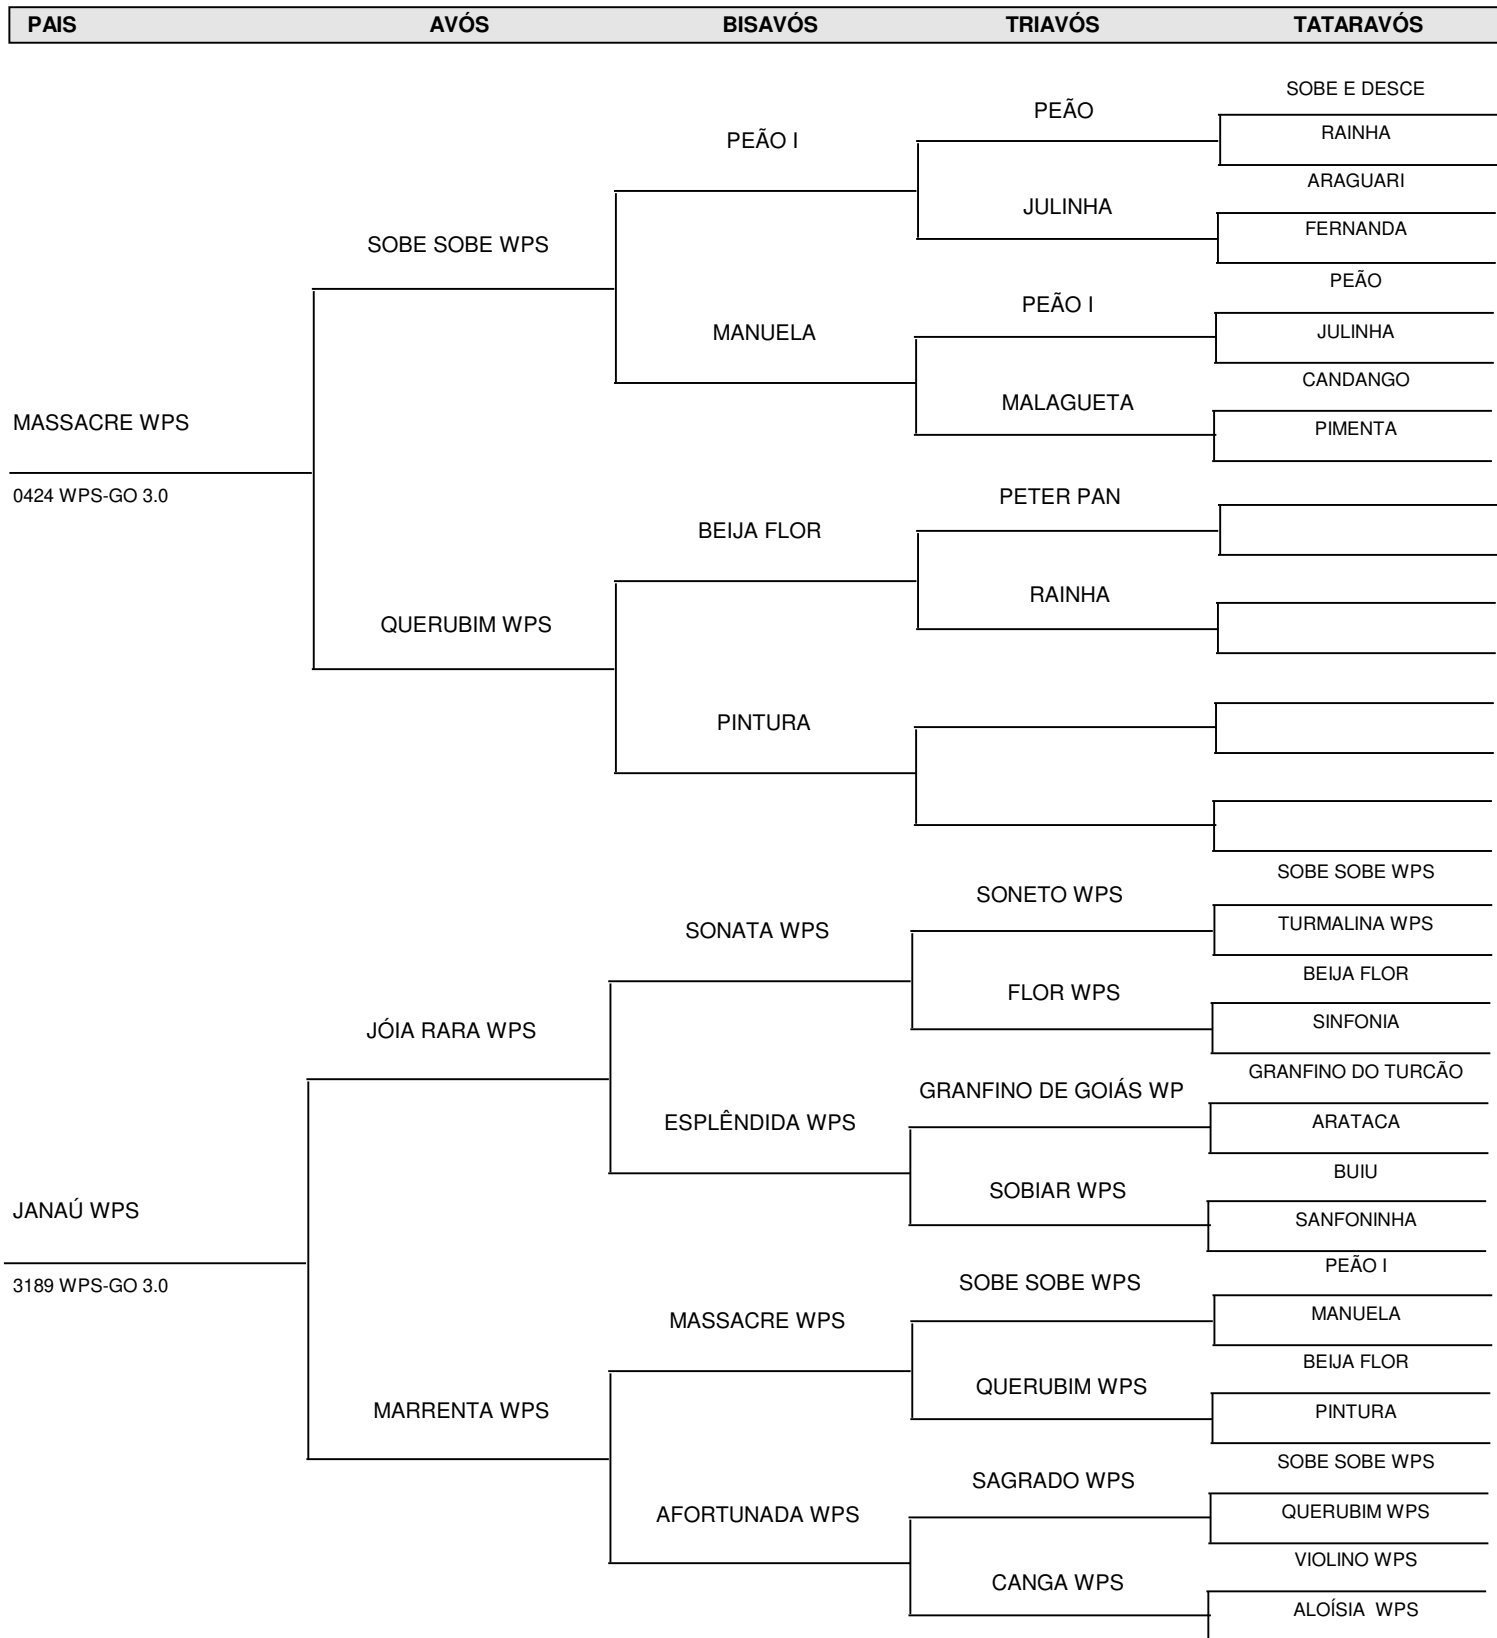 PAIS AVÓS BISAVÓS TRIAVÓS TATARAVÓS
SOBE E DESCE
PEÃO
RAINHA
PEÃO I
ARAGUARI
JULINHA
FERNANDA
SOBE SOBE WPS
PEÃO
PEÃO I
JULINHA
MANUELA
CANDANGO
MALAGUETA
MASSACRE WPS
PIMENTA
0424 WPS-GO 3.0
PETER PAN
BEIJA FLOR
RAINHA
QUERUBIM WPS
PINTURA
SOBE SOBE WPS
SONETO WPS
TURMALINA WPS
SONATA WPS
BEIJA FLOR
FLOR WPS
SINFONIA
JÓIA RARA WPS
GRANFINO DO TURCÃO
GRANFINO DE GOIÁS WP
ARATACA
ESPLÊNDIDA WPS
BUIU
SOBIAR WPS
JANAÚ WPS
SANFONINHA
PEÃO I
3189 WPS-GO 3.0
SOBE SOBE WPS
MANUELA
MASSACRE WPS
BEIJA FLOR
QUERUBIM WPS
MARRENTA WPS
PINTURA
SOBE SOBE WPS
SAGRADO WPS
QUERUBIM WPS
AFORTUNADA WPS
VIOLINO WPS
CANGA WPS
ALOÍSIA WPS